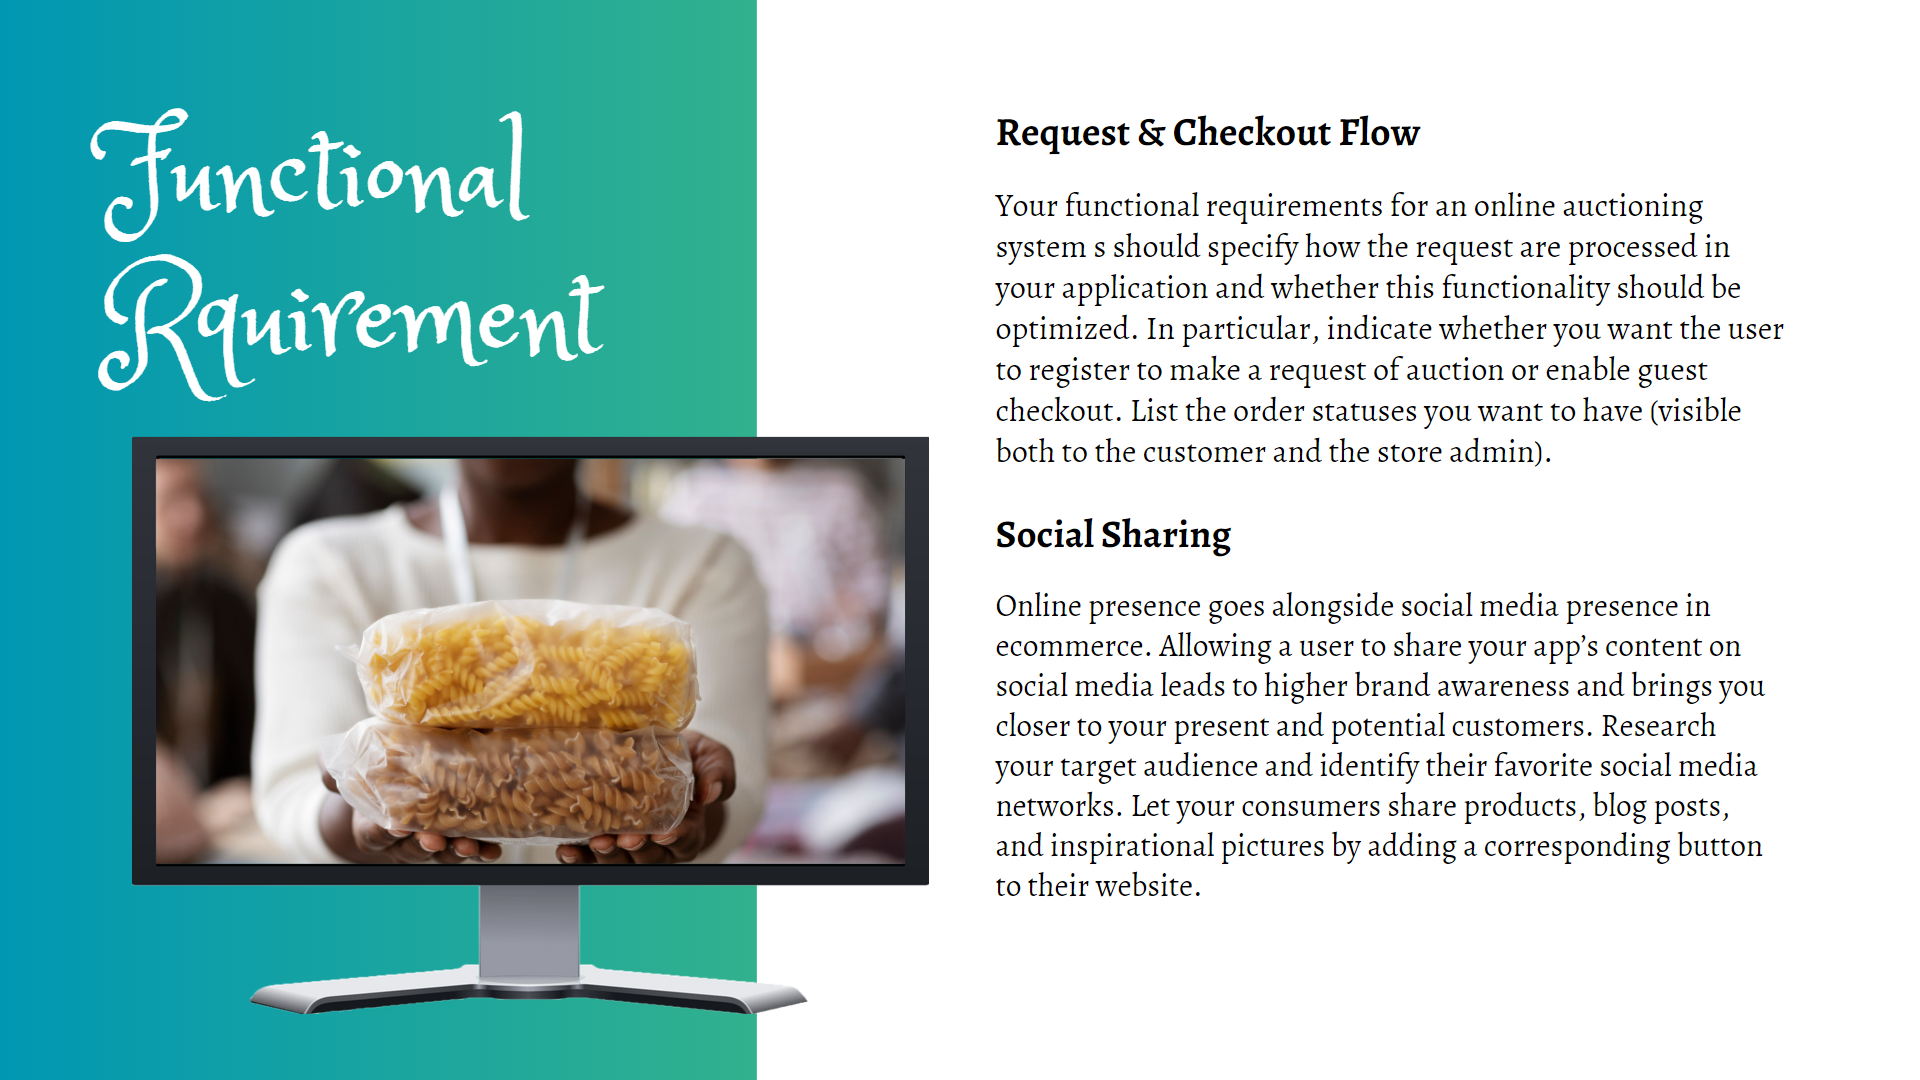 Functional
Rquirement
Request & Checkout Flow
Your functional requirements for an online auctioning
system s should specify how the request are processed in
your application and whether this functionality should be
optimized. In particular, indicate whether you want the user
to register to make a request of auction or enable guest
checkout. List the order statuses you want to have (visible
both to the customer and the store admin).
Social Sharing
Online presence goes alongside social media presence in
ecommerce. Allowing a user to share your app’s content on
social media leads to higher brand awareness and brings you
closer to your present and potential customers. Research
your target audience and identify their favorite social media
networks. Let your consumers share products, blog posts,
and inspirational pictures by adding a corresponding button
to their website.